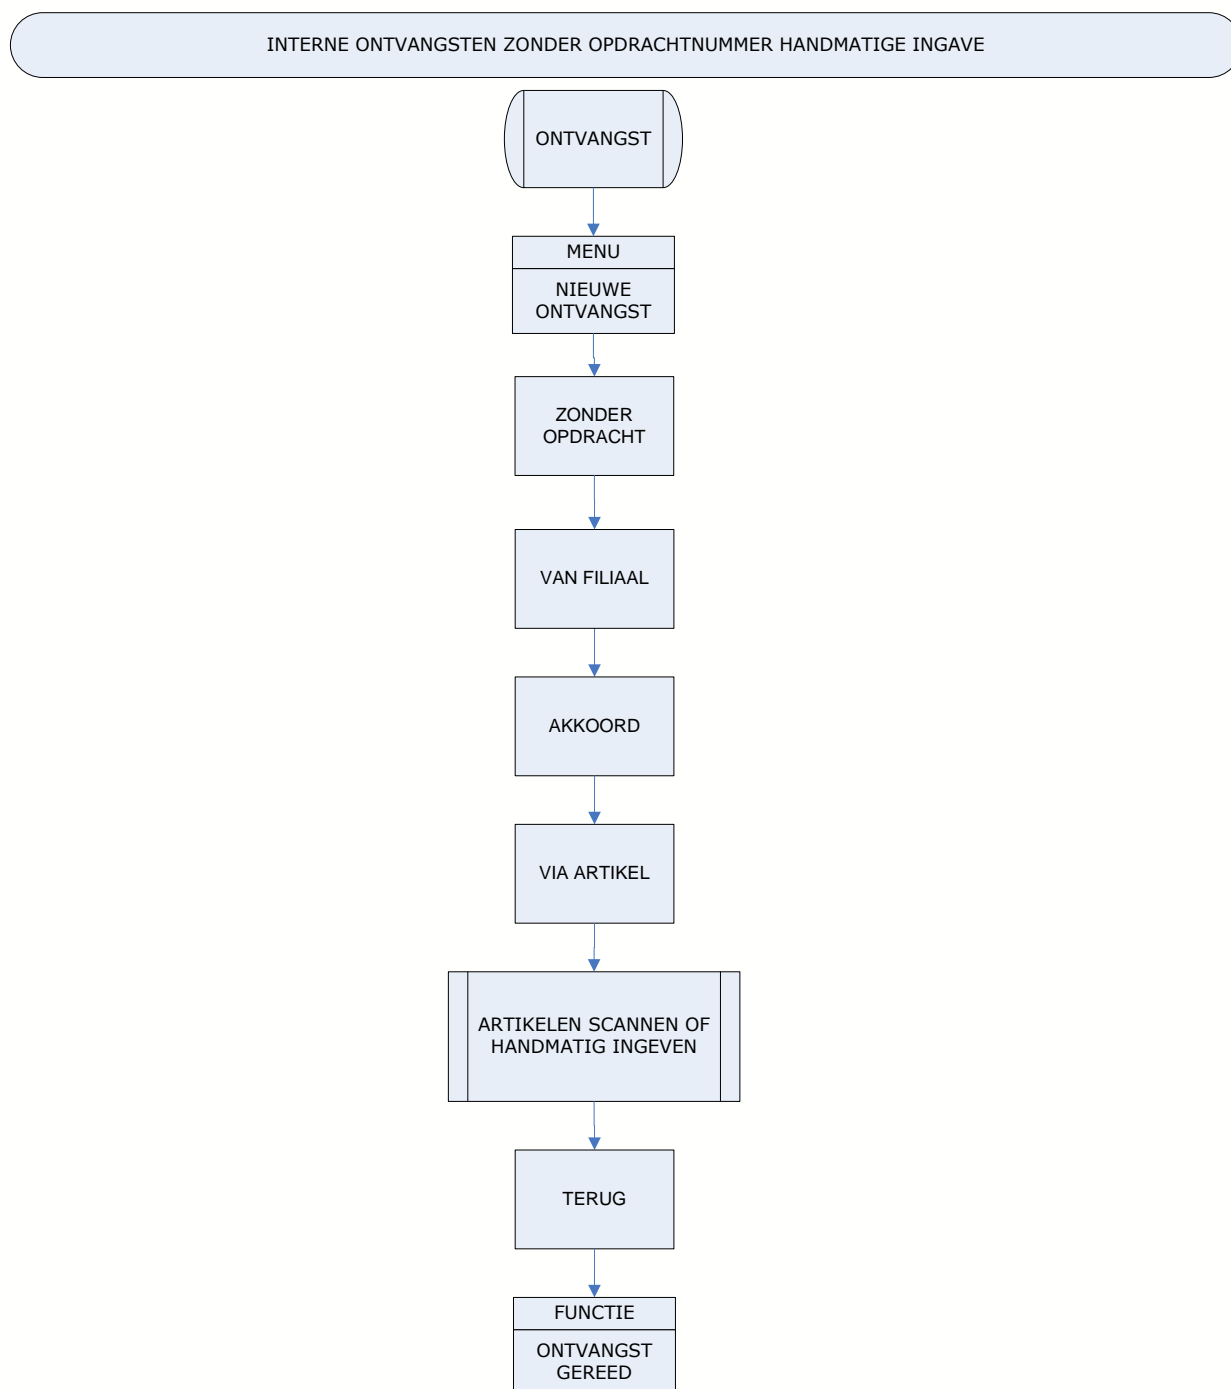 INTERNE ONTVANGSTEN ZONDER OPDRACHTNUMMER HANDMATIGE INGAVE
ONTVANGST
MENU
NIEUWE
ONTVANGST
ZONDER
OPDRACHT
VAN FILIAAL
AKKOORD
VIA ARTIKEL
ARTIKELEN SCANNEN OF
HANDMATIG INGEVEN
TERUG
FUNCTIE
ONTVANGST
GEREED